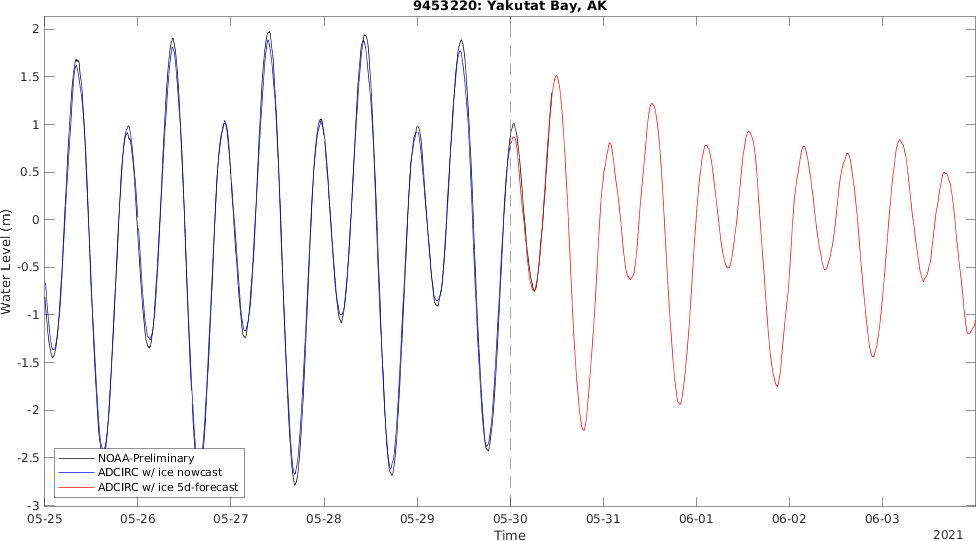 9453220: Yakutat Bay, AK
2
1.5
1
0.5
0
-0.5
-1
-1.5
-2
-2.5
-3
Water Level (m)
NOAA-Preliminary
ADCIRC w/ ice nowcast
ADCIRC w/ ice 5d-forecast
05-25 05-26 05-27 05-28 05-29 05-30 05-31 06-01 06-02 06-03
Time
2021